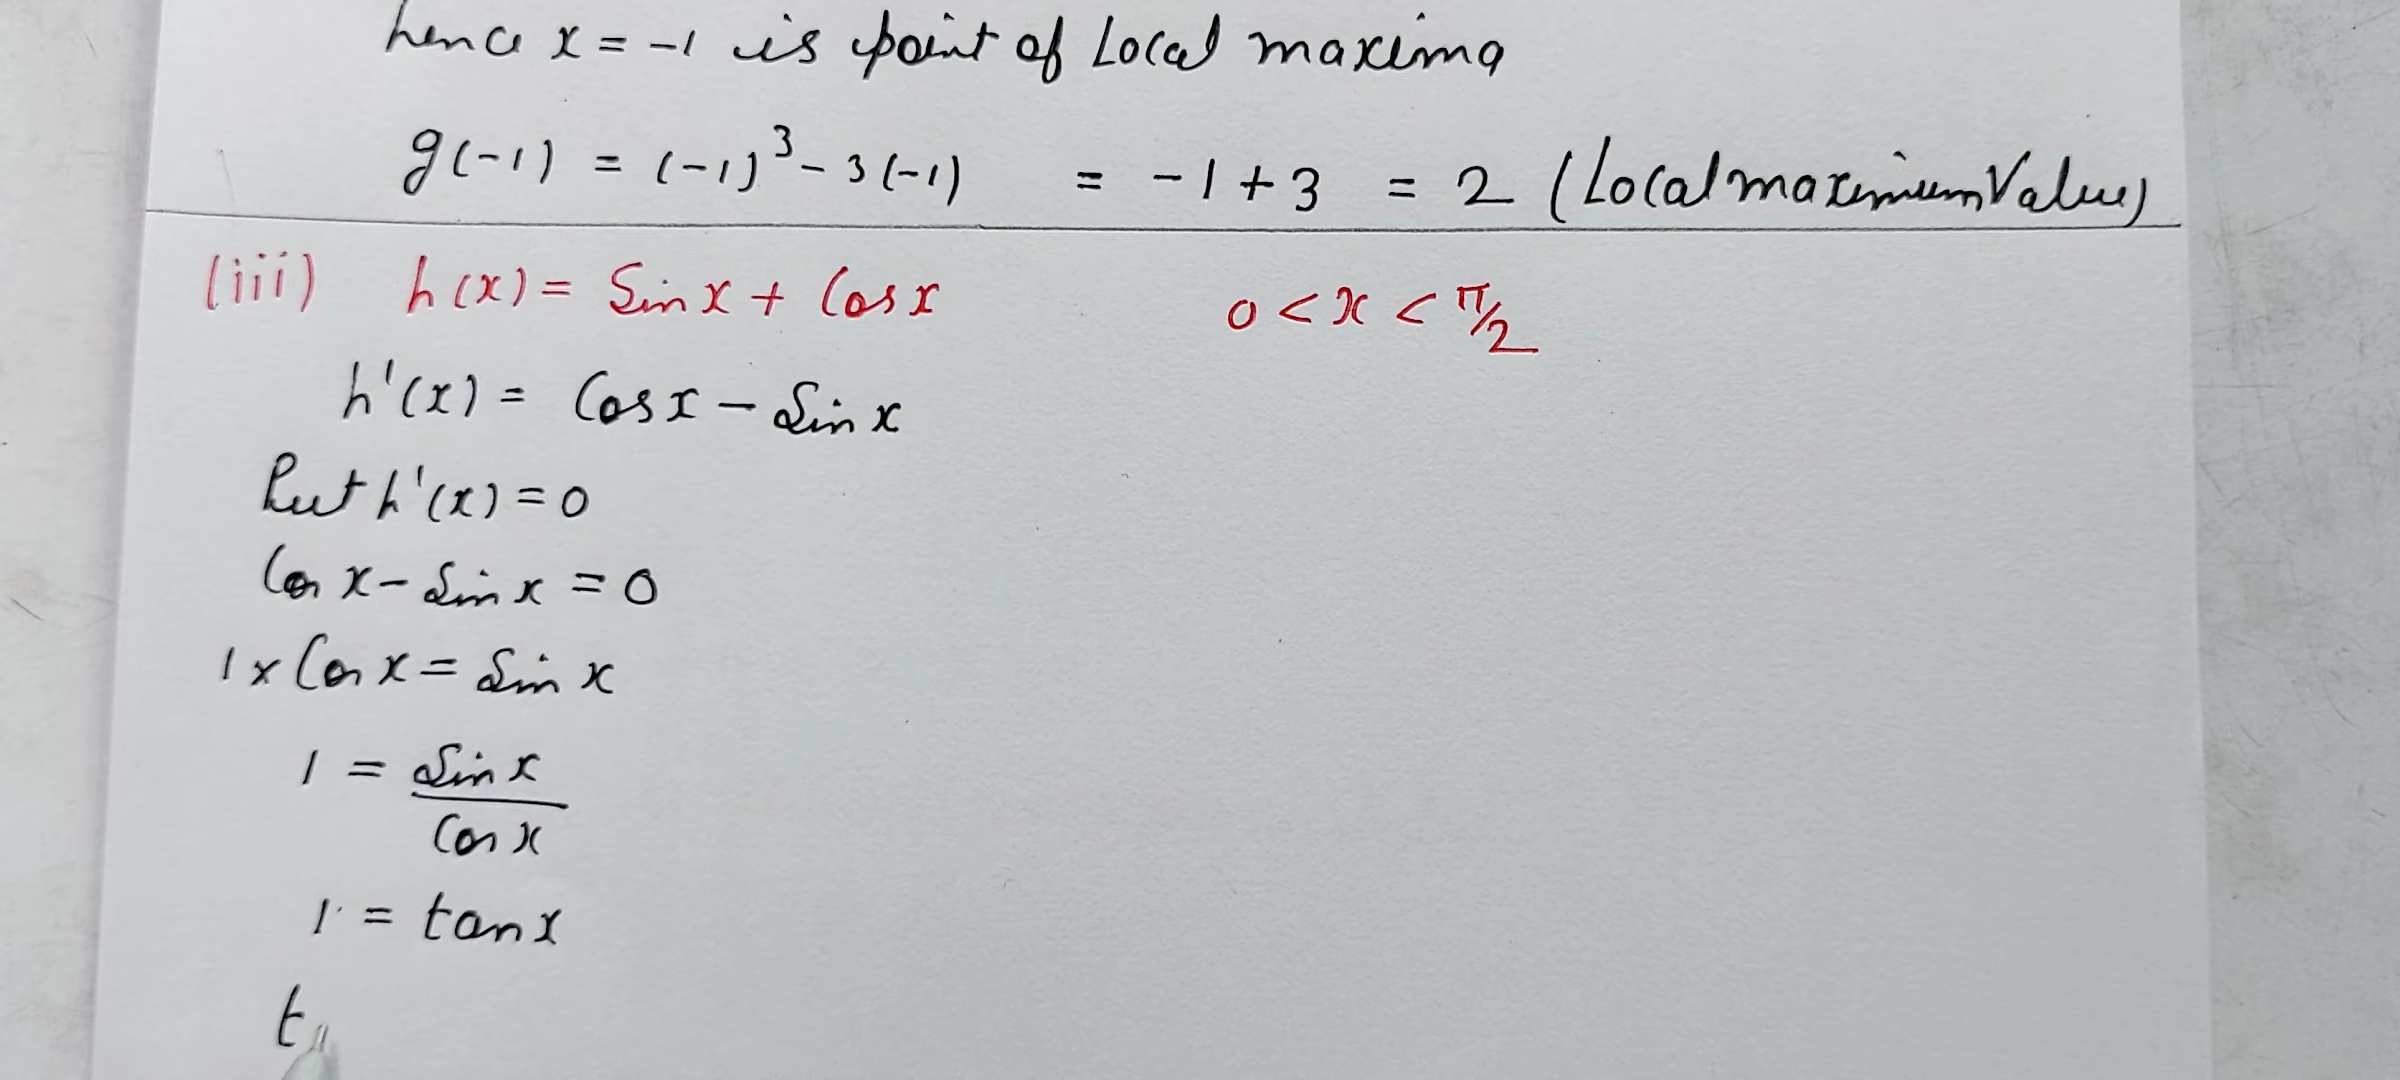 hence x = -1 is point of Local maxima
g(-1) = (-1)³ - 3(-1) = -1 + 3 = 2 (Local maximum Value)
(iii) h(x) = Sin x + Cos x 0 < x < π/2
h'(x) = Cos x - Sin x
Put h'(x) = 0
Cos x - Sin x = 0
1 x Cos x = Sin x
1 = Sin x / Cos x
1 = tan x
t